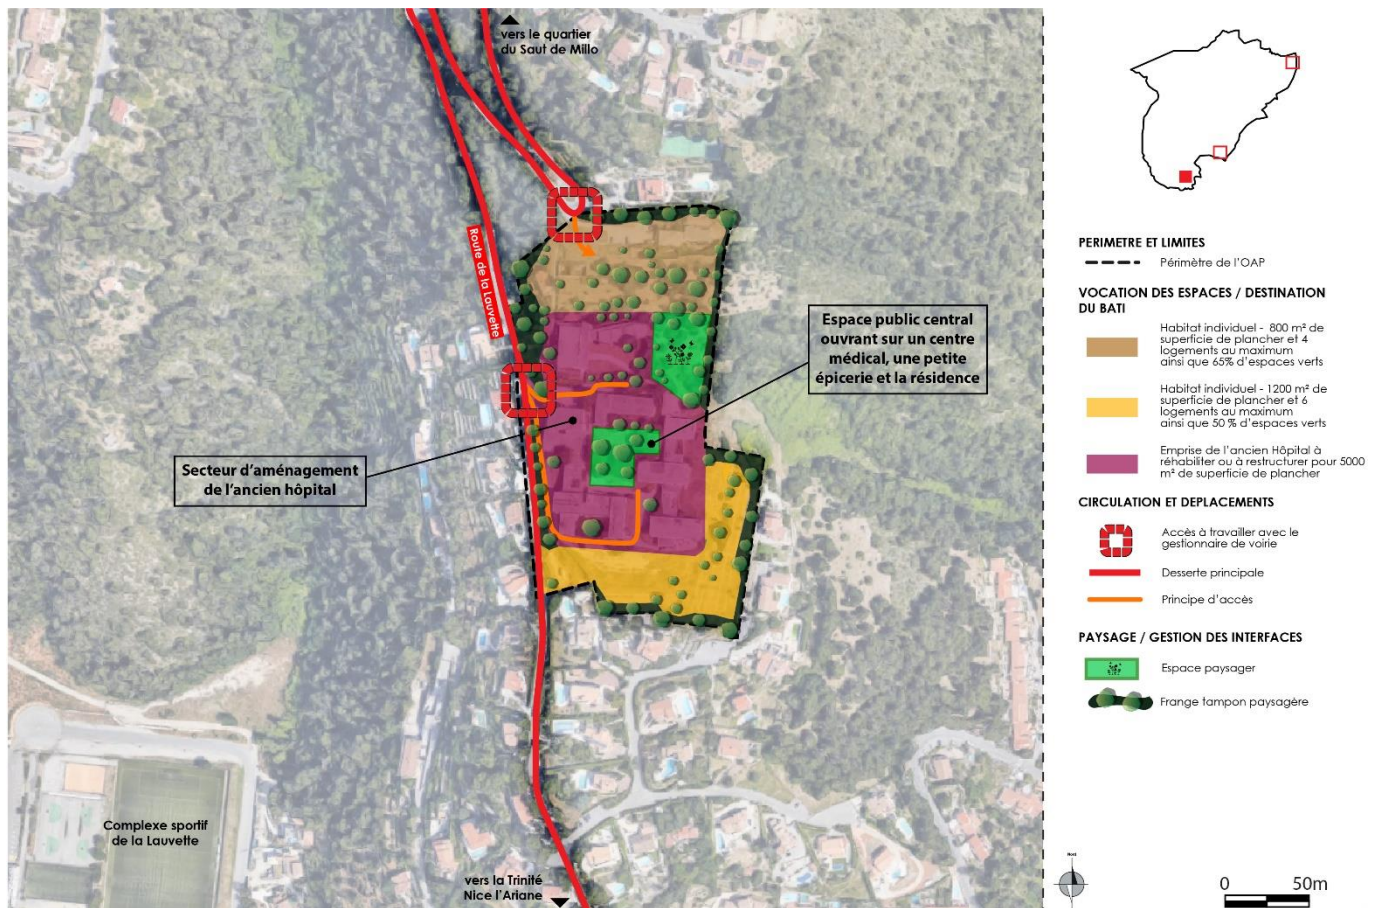 vers le quartier
du Saut de Millo
Route de la Lauvette
Espace public central
ouvrant sur un centre
médical, une petite
épicerie et la résidence
Secteur d'aménagement
de l'ancien hôpital
Complexe sportif
de la Lauvette
vers la Trinité
Nice l'Ariane
PERIMETRE ET LIMITES
Périmètre de l'OAP
VOCATION DES ESPACES / DESTINATION
DU BATI
Habitat individuel - 800 m² de
superficie de plancher et 4
logements au maximum
ainsi que 65% d'espaces verts
Habitat individuel - 1200 m² de
superficie de plancher et 6
logements au maximum
ainsi que 50 % d'espaces verts
Emprise de l'ancien Hôpital à
réhabiliter ou à restructurer pour 5000
m² de superficie de plancher
CIRCULATION ET DEPLACEMENTS
Accès à travailler avec le
gestionnaire de voirie
Desserte principale
Principe d'accès
PAYSAGE / GESTION DES INTERFACES
Espace paysager
Frange tampon paysagère
Nord
0 50m